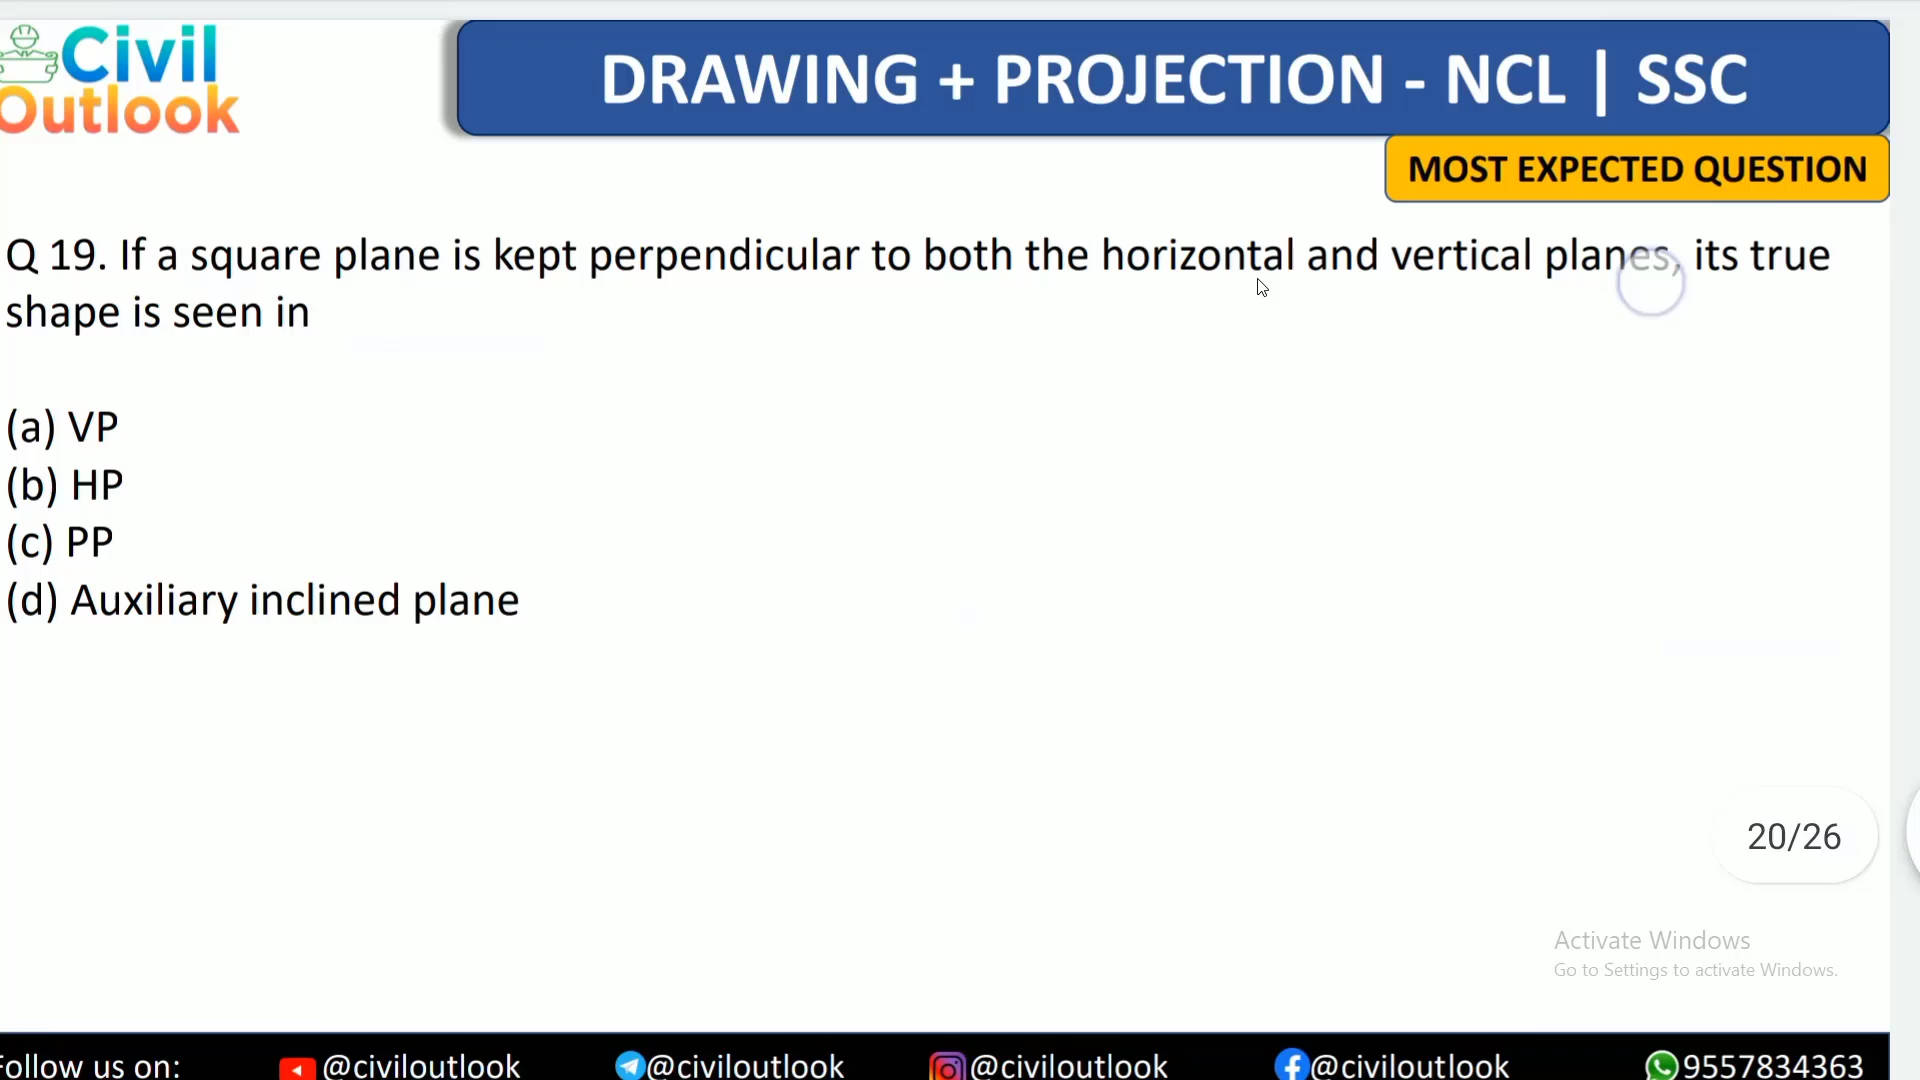 Civil
Outlook
DRAWING + PROJECTION - NCL | SSC
MOST EXPECTED QUESTION
Q 19. If a square plane is kept perpendicular to both the horizontal and vertical planes, its true
shape is seen in
(a) VP
(b) HP
(c) PP
(d) Auxiliary inclined plane
20/26
Activate Windows
Go to Settings to activate Windows.
Follow us on: @civiloutlook @civiloutlook @civiloutlook @civiloutlook 9557834363